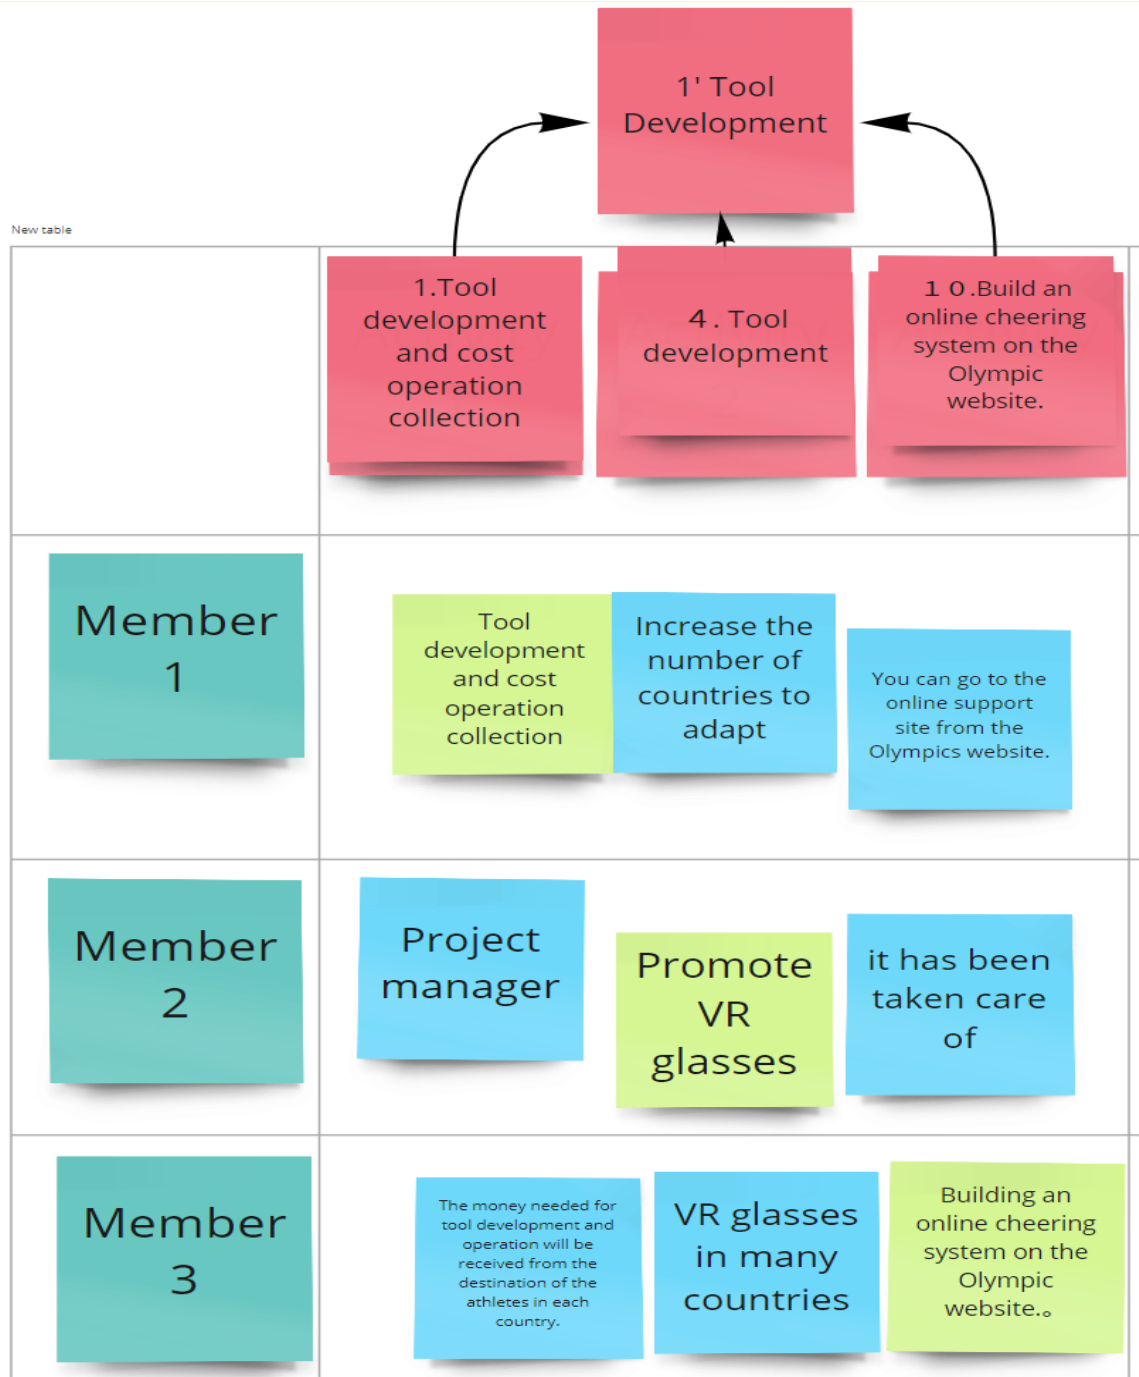 1' Tool
Development
New table
1.Tool
development
and cost
operation
collection
４. Tool
development
１０.Build an
online cheering
system on the
Olympic
website.
Member
1
Tool
development
and cost
operation
collection
Increase the
number of
countries to
adapt
You can go to the
online support
site from the
Olympics website.
Member
2
Project
manager
Promote
VR
glasses
it has been
taken care
of
Member
3
The money needed for
tool development and
operation will be
received from the
destination of the
athletes in each
country.
VR glasses
in many
countries
Building an
online cheering
system on the
Olympic
website.。